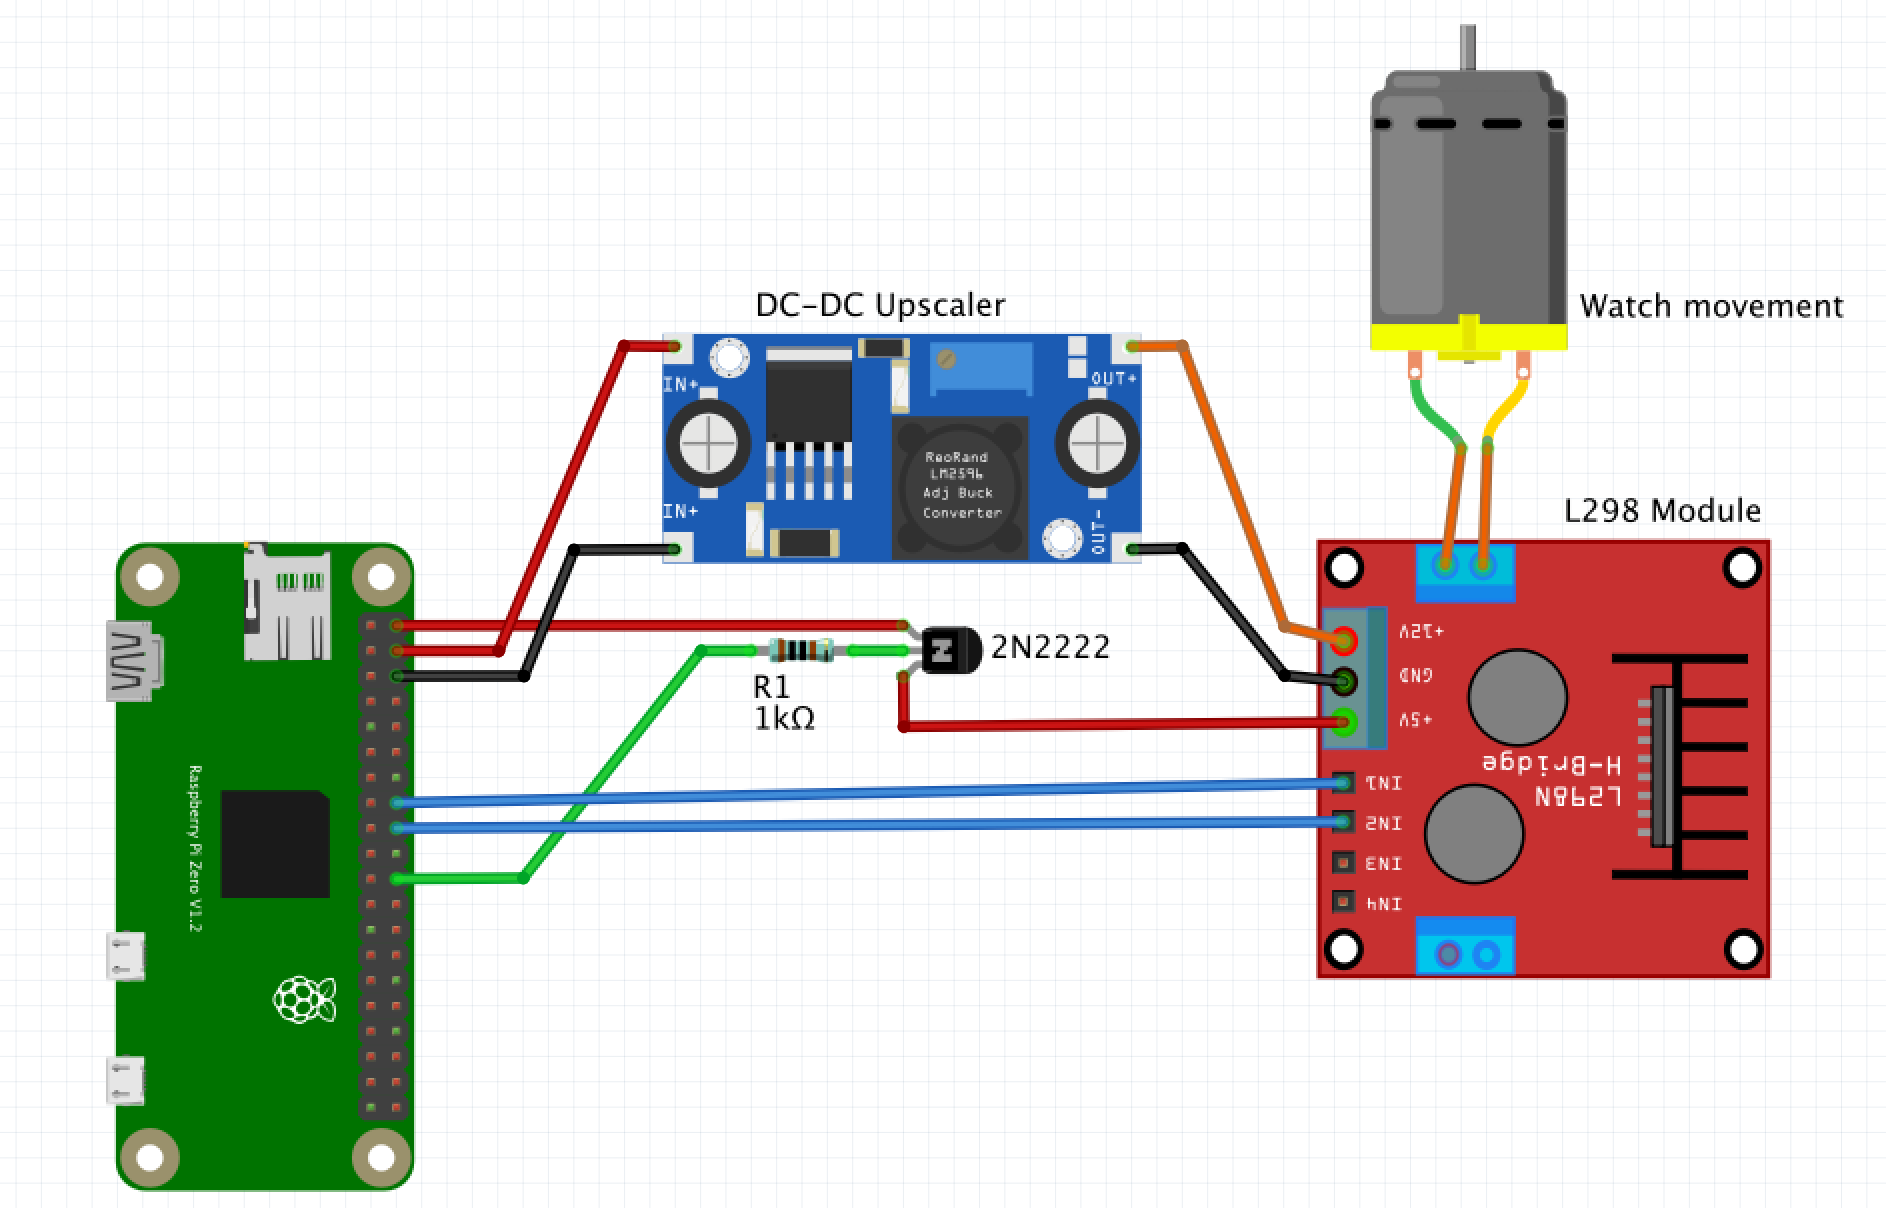 DC-DC Upscaler
Watch movement
IN+
OUT+
ReoRand
LM2596
Adj Buck
Converter
IN+
OUT-
L298 Module
2N2222
R1
1kΩ
+12V
GND
+5V
H-Bridge
L298N
IN1
IN2
IN3
IN4
Raspberry Pi Zero V1.2
N